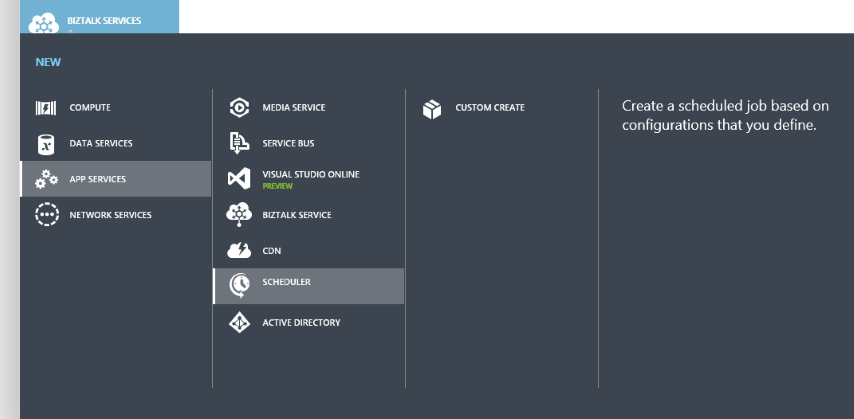 BIZTALK SERVICES
NEW
COMPUTE
DATA SERVICES
APP SERVICES
NETWORK SERVICES
MEDIA SERVICE
SERVICE BUS
VISUAL STUDIO ONLINE
PREVIEW
BIZTALK SERVICE
CDN
SCHEDULER
ACTIVE DIRECTORY
CUSTOM CREATE
Create a scheduled job based on
configurations that you define.